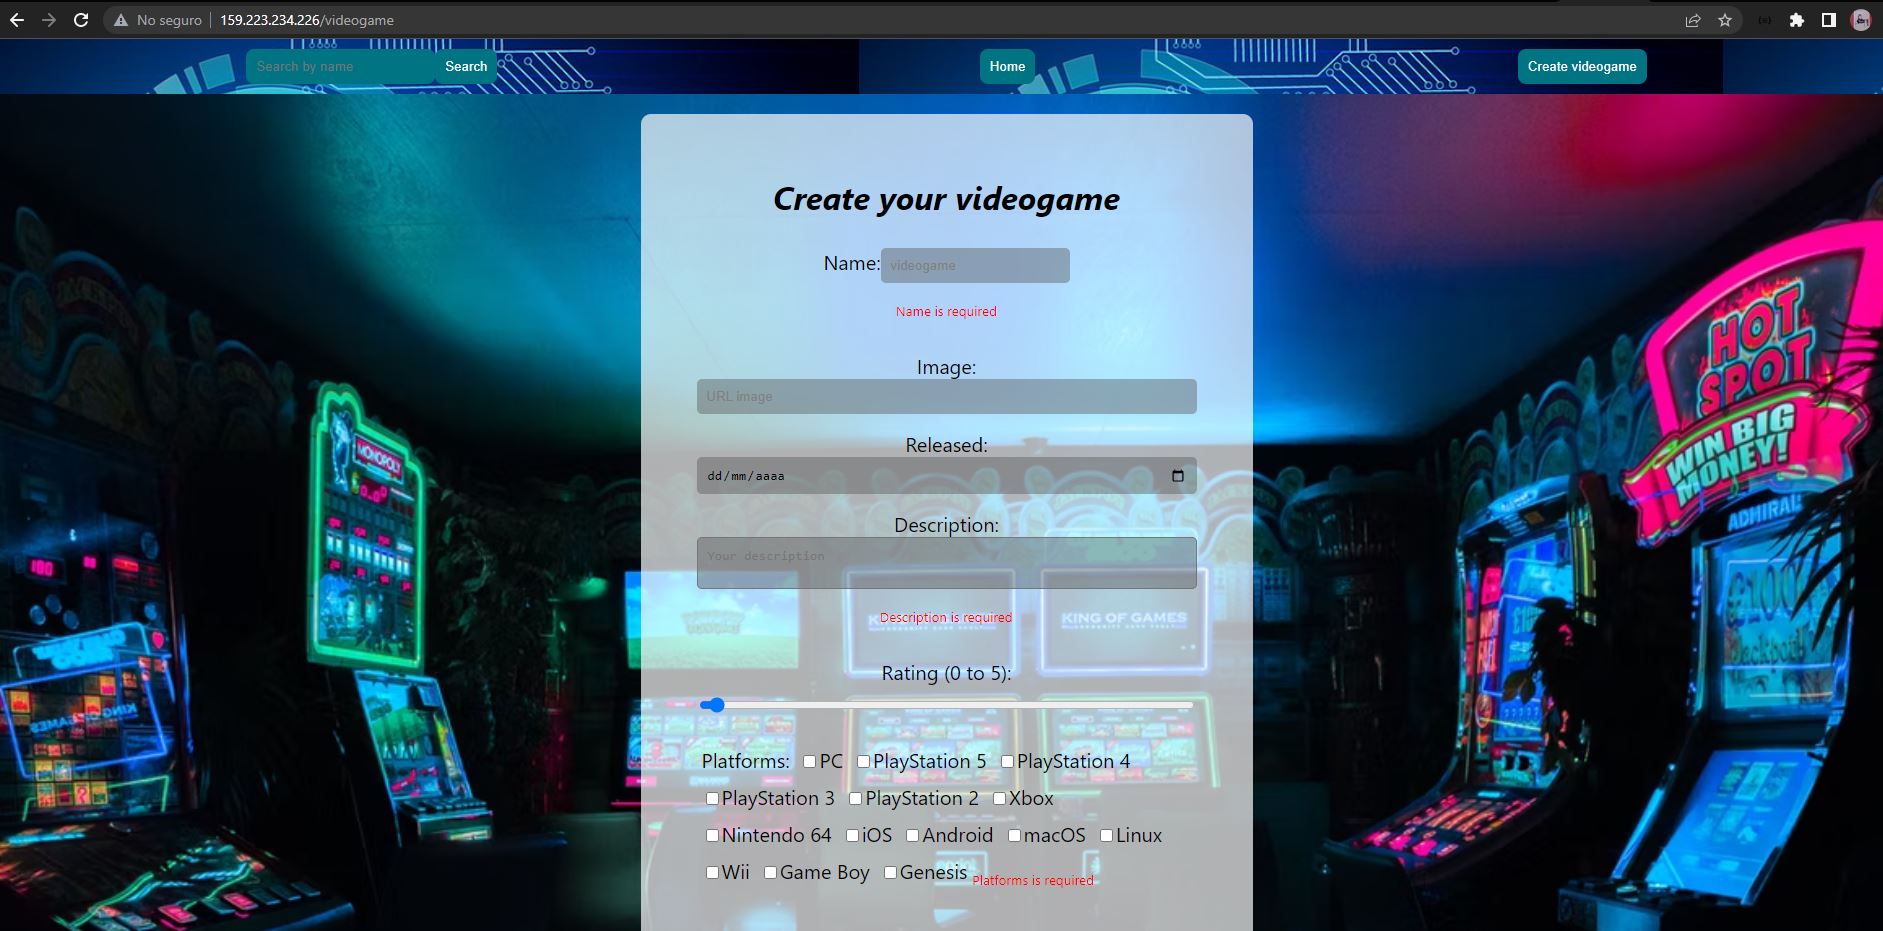 No seguro | 159.223.234.226/videogame
Search by name Search Home Create videogame
Create your videogame
Name: videogame
Name is required
Image:
URL image
Released:
dd/mm/aaaa
Description:
Your description
Description is required
Rating (0 to 5):
Platforms: PC PlayStation 5 PlayStation 4
PlayStation 3 PlayStation 2 Xbox
Nintendo 64 iOS Android macOS Linux
Wii Game Boy Genesis Platforms is required
MONOPOLY
KING OF GAMES
HOT
SPOT
WIN BIG
MONEY!
ADMIRAL
Jackpot